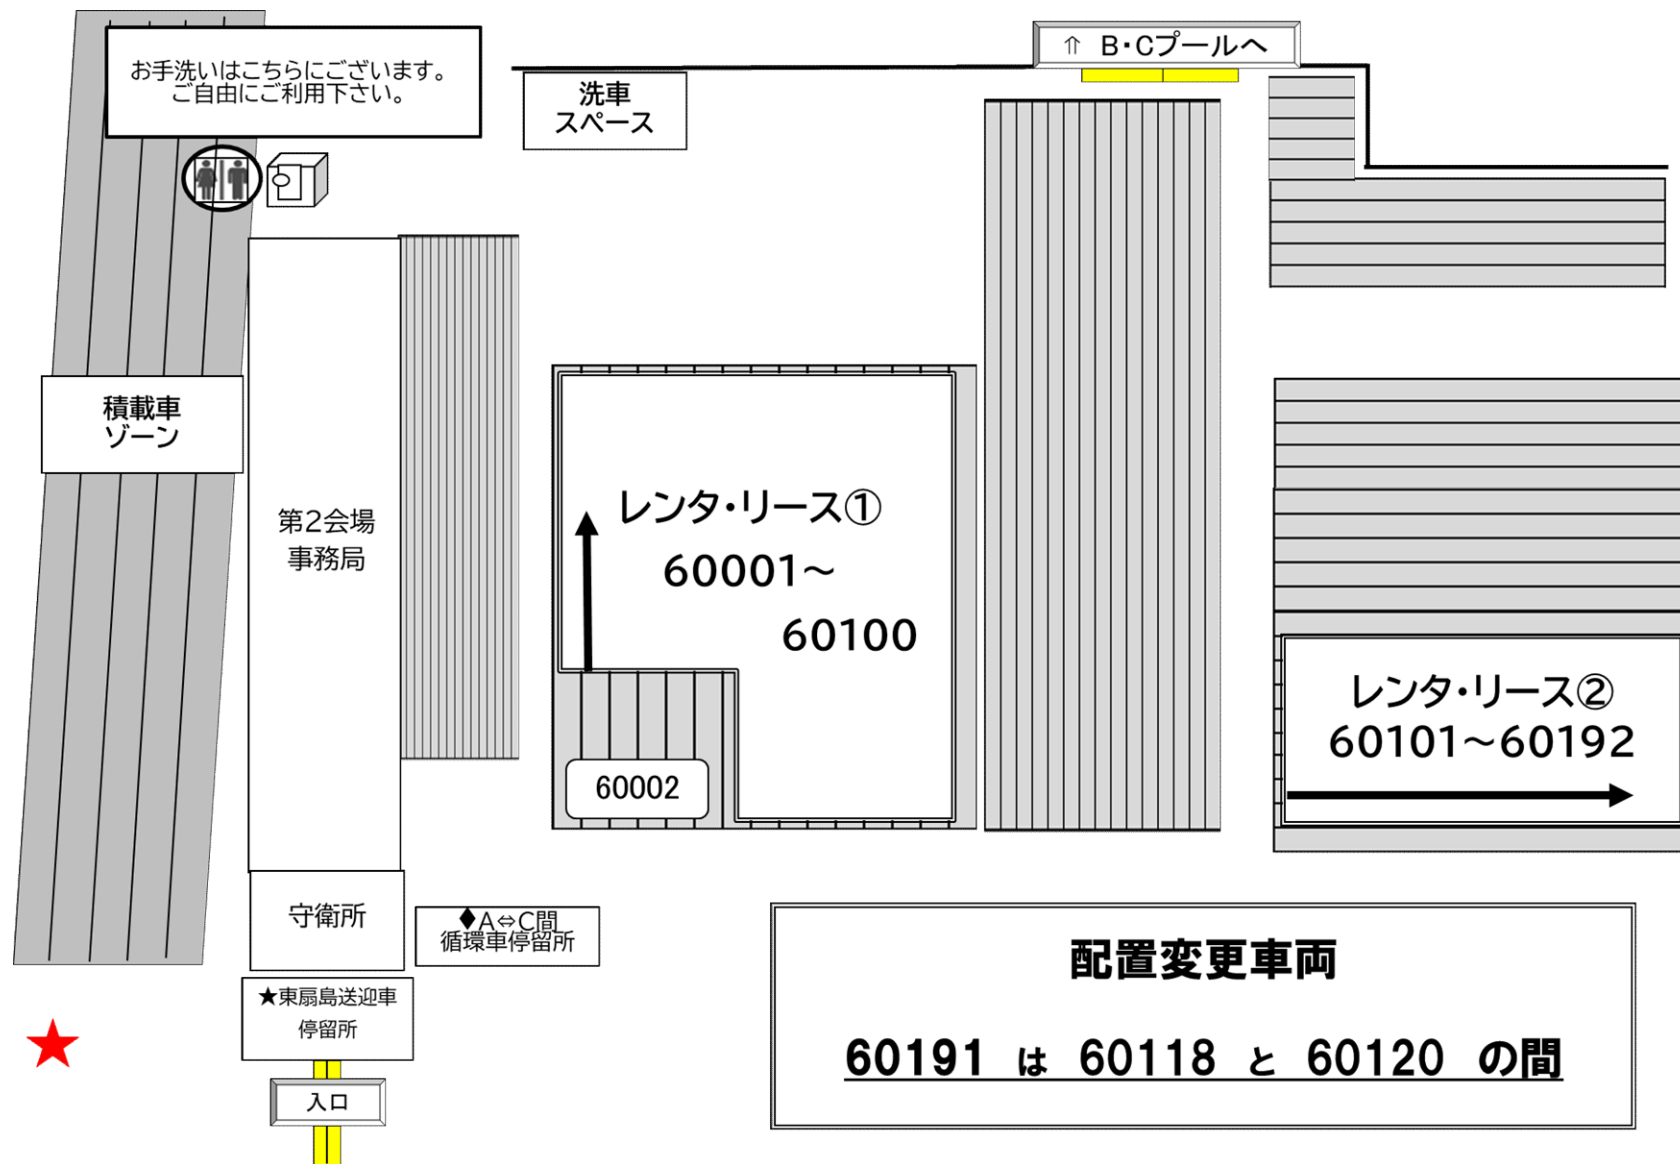 お手洗いはこちらにございます。
ご自由にご利用下さい。
⇑ B・Cプールへ
洗車
スペース
積載車
ゾーン
第2会場
事務局
レンタ・リース①
60001～
60100
60002
レンタ・リース②
60101～60192
守衛所
◆A⇔C間
循環車停留所
★東扇島送迎車
停留所
入口
配置変更車両
60191 は 60118 と 60120 の間